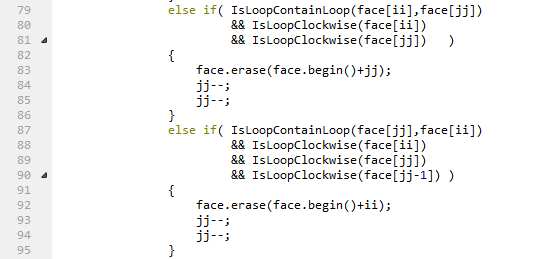 79 else if( IsLoopContainLoop(face[ii],face[jj])
80 && IsLoopClockwise(face[ii])
81 && IsLoopClockwise(face[jj]) )
82 {
83 face.erase(face.begin()+jj);
84 jj--;
85 jj--;
86 }
87 else if( IsLoopContainLoop(face[jj],face[ii])
88 && IsLoopClockwise(face[ii])
89 && IsLoopClockwise(face[jj])
90 && IsLoopClockwise(face[jj-1]) )
91 {
92 face.erase(face.begin()+ii);
93 jj--;
94 jj--;
95 }